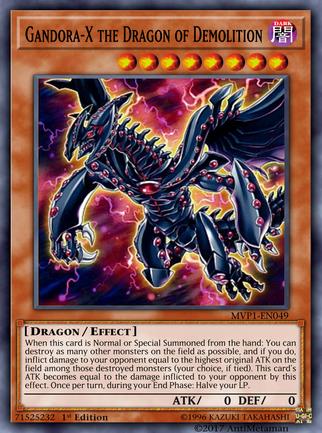 Gandora-X the Dragon of Demolition
DARK
闇
MVP1-EN049
[Dragon / Effect]
When this card is Normal or Special Summoned from the hand: You can
destroy as many other monsters on the field as possible, and if you do,
inflict damage to your opponent equal to the highest original ATK on the
field among those destroyed monsters (your choice, if tied). This card's
ATK becomes equal to the damage inflicted to your opponent by this
effect. Once per turn, during your End Phase: Halve your LP.
ATK/ 0 DEF/ 0
71525232 1st Edition ©1996 KAZUKI TAKAHASHI
©2017 AntiMetaman